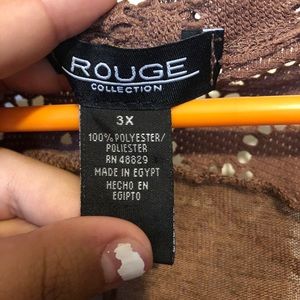 ROUGE
COLLECTION
3X
100% POLYESTER/
POLIESTER
RN 48829
MADE IN EGYPT
HECHO EN
EGIPTO